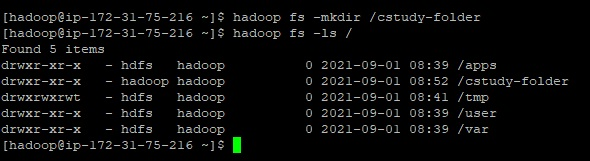 [hadoop@ip-172-31-75-216 ~]$ hadoop fs -mkdir /cstudy-folder
[hadoop@ip-172-31-75-216 ~]$ hadoop fs -ls /
Found 5 items
drwxr-xr-x   - hdfs   hadoop          0 2021-09-01 08:39 /apps
drwxr-xr-x   - hadoop hadoop          0 2021-09-01 08:52 /cstudy-folder
drwxrwxrwt   - hdfs   hadoop          0 2021-09-01 08:41 /tmp
drwxr-xr-x   - hdfs   hadoop          0 2021-09-01 08:39 /user
drwxr-xr-x   - hdfs   hadoop          0 2021-09-01 08:39 /var
[hadoop@ip-172-31-75-216 ~]$